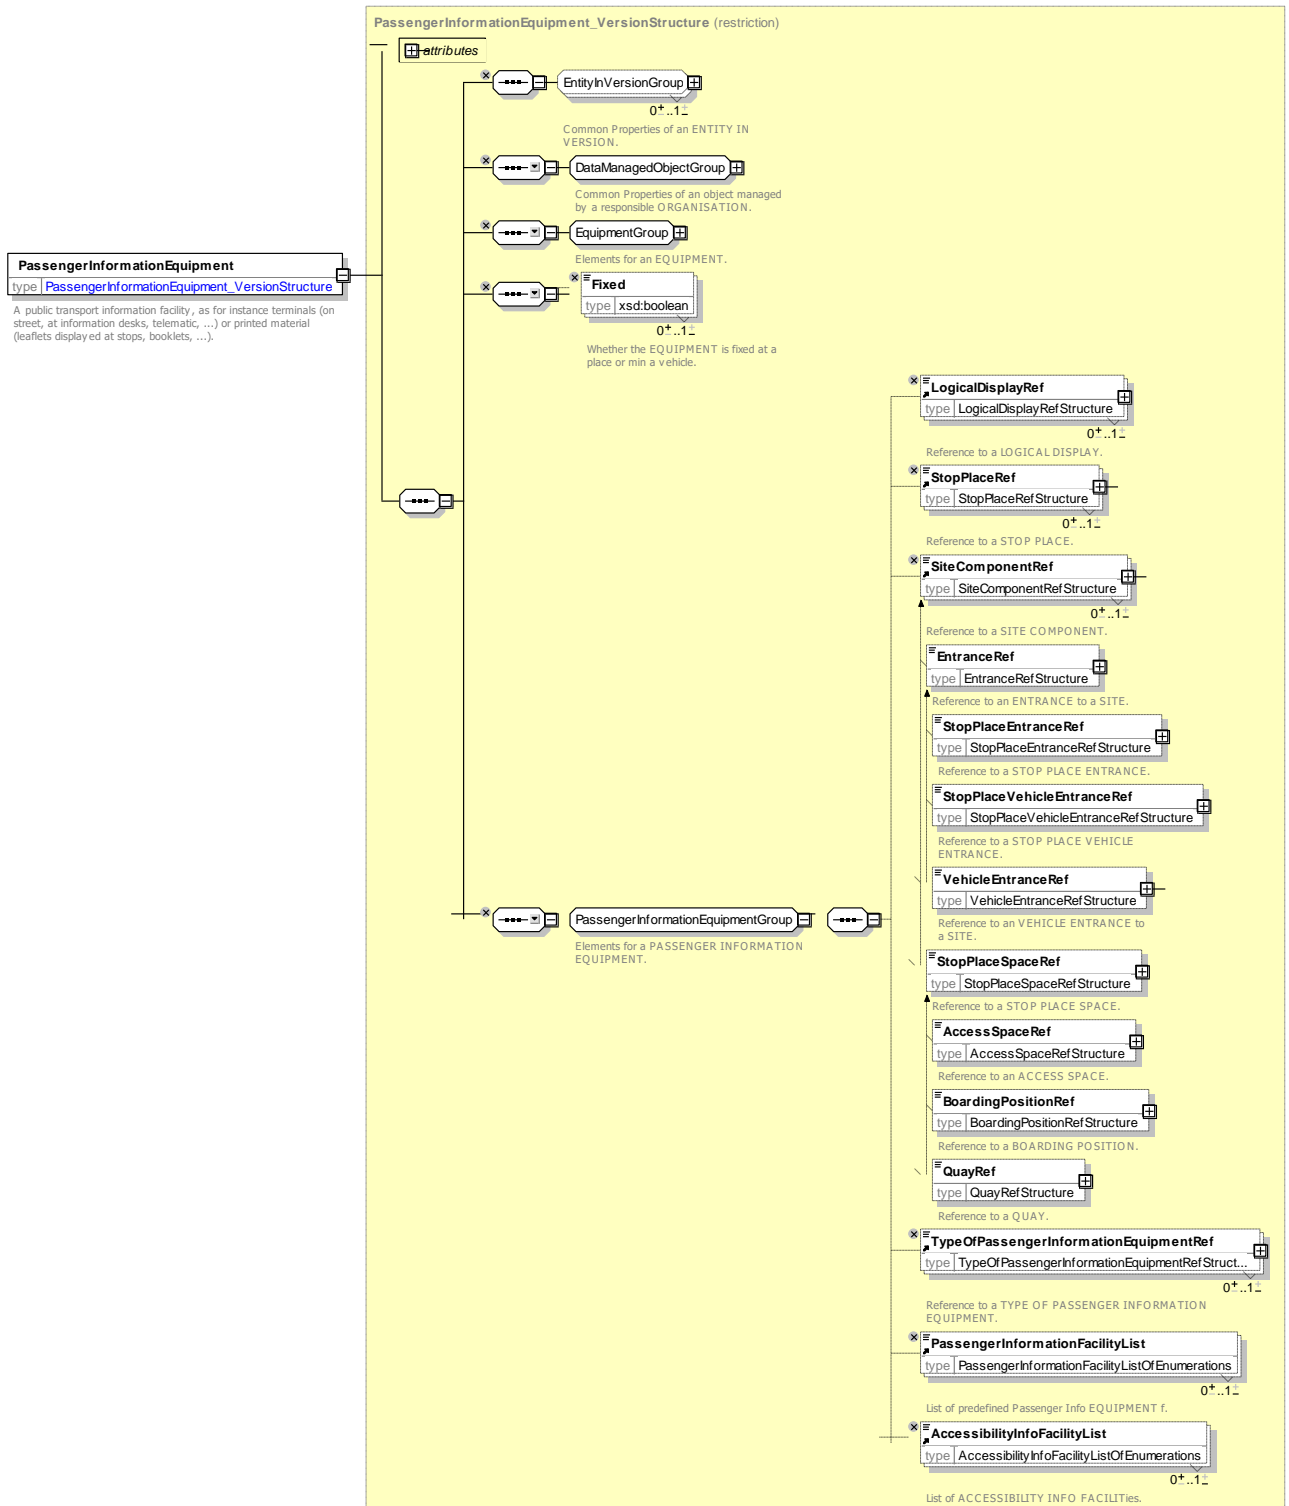 PassengerInformationEquipment_VersionStructure (restriction)
attributes
EntityInVersionGroup
0..1
Common Properties of an ENTITY IN
VERSION.
DataManagedObjectGroup
Common Properties of an object managed
by a responsible ORGANISATION.
EquipmentGroup
Elements for an EQUIPMENT.
PassengerInformationEquipment
type PassengerInformationEquipment_VersionStructure
A public transport information facility, as for instance terminals (on
street, at information desks, telematic, ...) or printed material
(leaflets displayed at stops, booklets, ...).
Fixed
type xsd:boolean
0..1
Whether the EQUIPMENT is fixed at a
place or min a vehicle.
LogicalDisplayRef
type LogicalDisplayRefStructure
0..1
Reference to a LOGICAL DISPLAY.
StopPlaceRef
type StopPlaceRefStructure
0..1
Reference to a STOP PLACE.
SiteComponentRef
type SiteComponentRefStructure
0..1
Reference to a SITE COMPONENT.
EntranceRef
type EntranceRefStructure
Reference to an ENTRANCE to a SITE.
StopPlaceEntranceRef
type StopPlaceEntranceRefStructure
Reference to a STOP PLACE ENTRANCE.
StopPlaceVehicleEntranceRef
type StopPlaceVehicleEntranceRefStructure
Reference to a STOP PLACE VEHICLE
ENTRANCE.
VehicleEntranceRef
type VehicleEntranceRefStructure
Reference to an VEHICLE ENTRANCE to
a SITE.
PassengerInformationEquipmentGroup
Elements for a PASSENGER INFORMATION
EQUIPMENT.
StopPlaceSpaceRef
type StopPlaceSpaceRefStructure
Reference to a STOP PLACE SPACE.
AccessSpaceRef
type AccessSpaceRefStructure
Reference to an ACCESS SPACE.
BoardingPositionRef
type BoardingPositionRefStructure
Reference to a BOARDING POSITION.
QuayRef
type QuayRefStructure
Reference to a QUAY.
TypeOfPassengerInformationEquipmentRef
type TypeOfPassengerInformationEquipmentRefStruct...
0..1
Reference to a TYPE OF PASSENGER INFORMATION
EQUIPMENT.
PassengerInformationFacilityList
type PassengerInformationFacilityListOfEnumerations
0..1
List of predefined Passenger Info EQUIPMENT f.
AccessibilityInfoFacilityList
type AccessibilityInfoFacilityListOfEnumerations
0..1
List of ACCESSIBILITY INFO FACILITies.